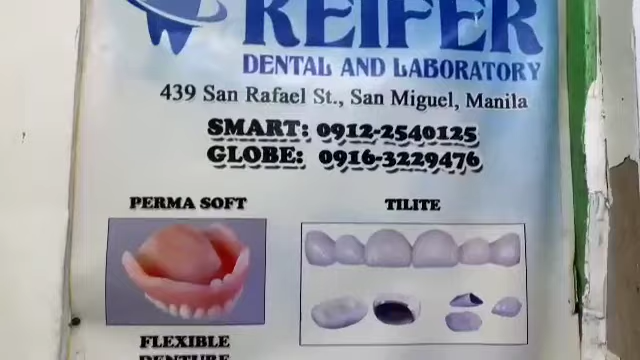 REIFER
DENTAL AND LABORATORY
439 San Rafael St., San Miguel, Manila
SMART: 0912-2540125
GLOBE: 0916-3229476
PERMA SOFT
TILITE
FLEXIBLE
DENTURE